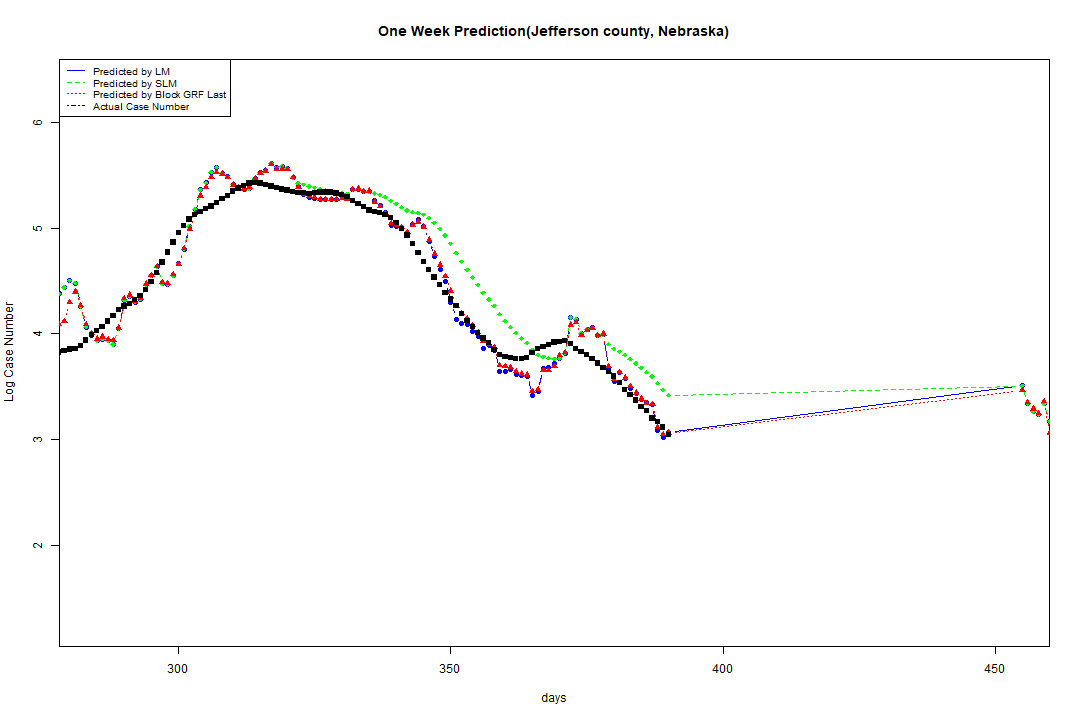 One Week Prediction(Jefferson county, Nebraska)
Predicted by LM
Predicted by SLM
Predicted by Block GRF Last
Actual Case Number
6
5
4
3
2
Log Case Number
300 350 400 450
days